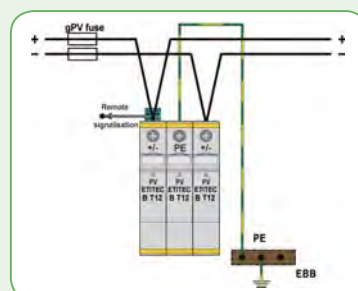 gPV fuse
+ +
− −
Remote
signalisation
+/- PE +/-
PV PV PV
ETITEC ETITEC ETITEC
B T12 B T12 B T12
PE
EBB